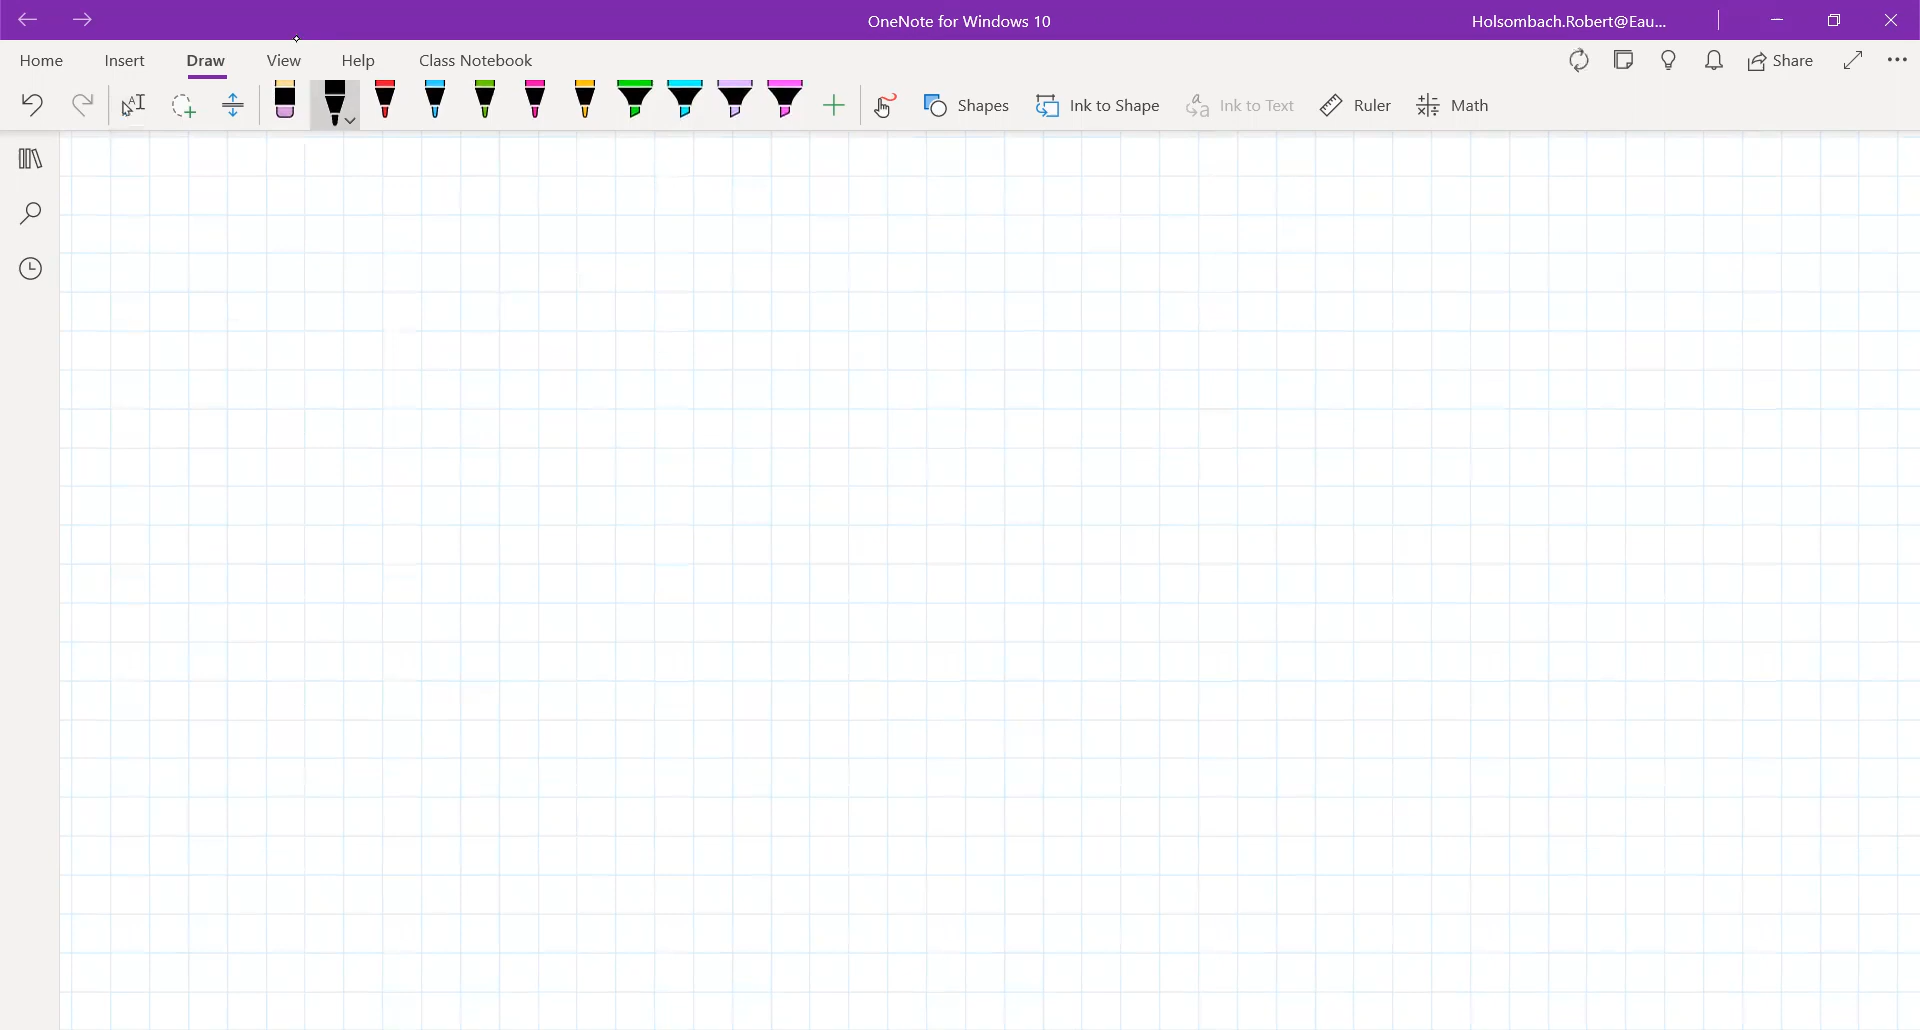 OneNote for Windows 10
Holsombach.Robert@Eau...
Home Insert Draw View Help Class Notebook
Share
Shapes Ink to Shape Ink to Text Ruler Math